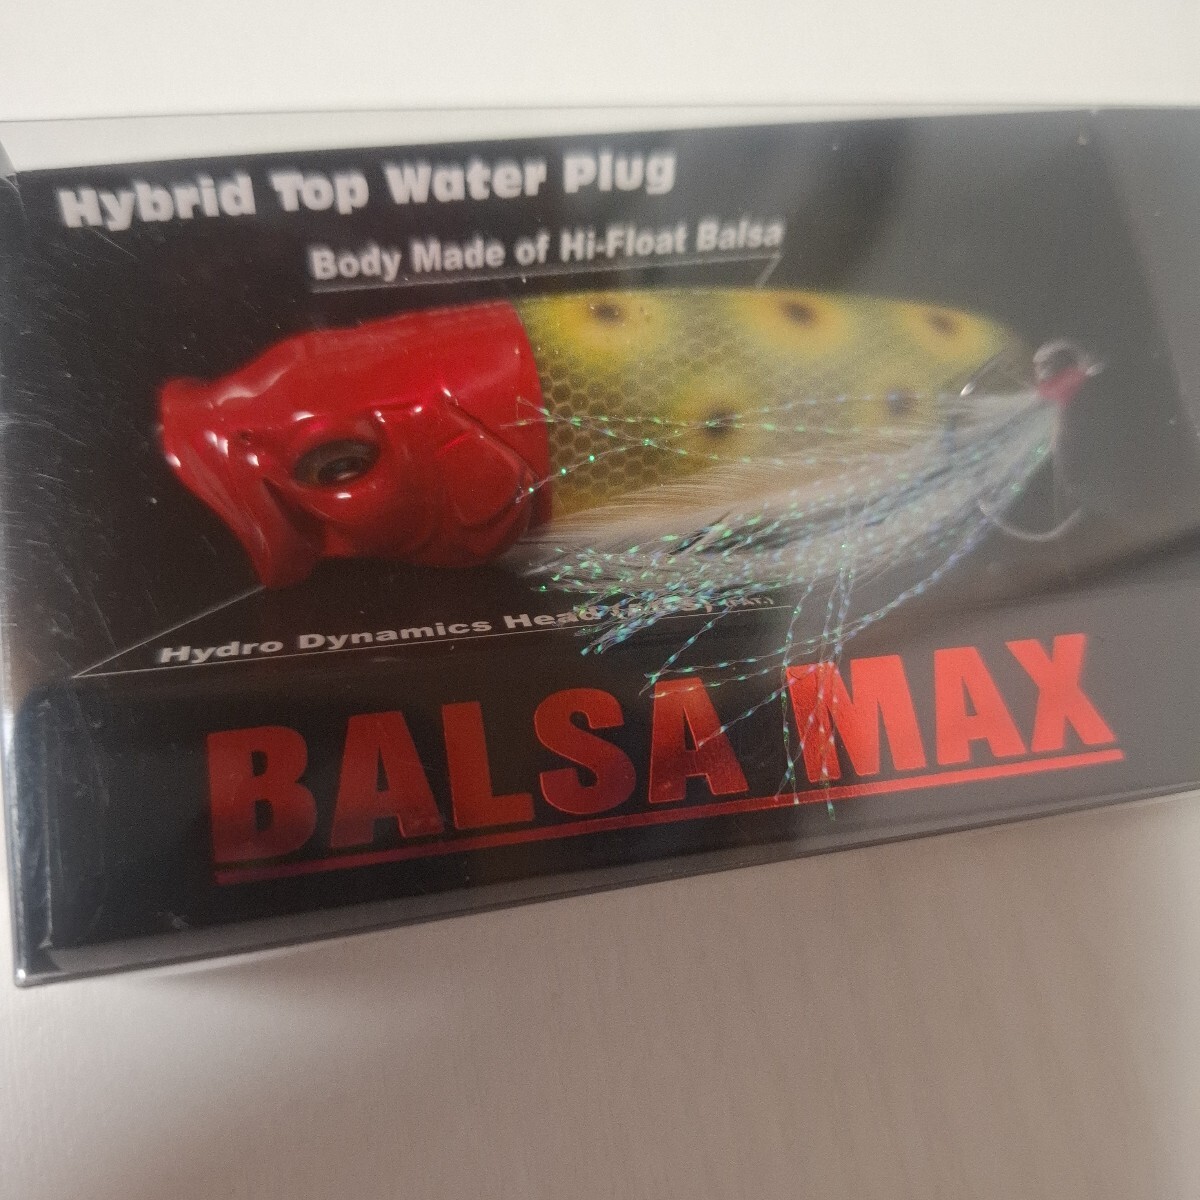 Hybrid Top Water Plug
Body Made of Hi-Float Balsa
Hydro Dynamics Head
BALSA MAX